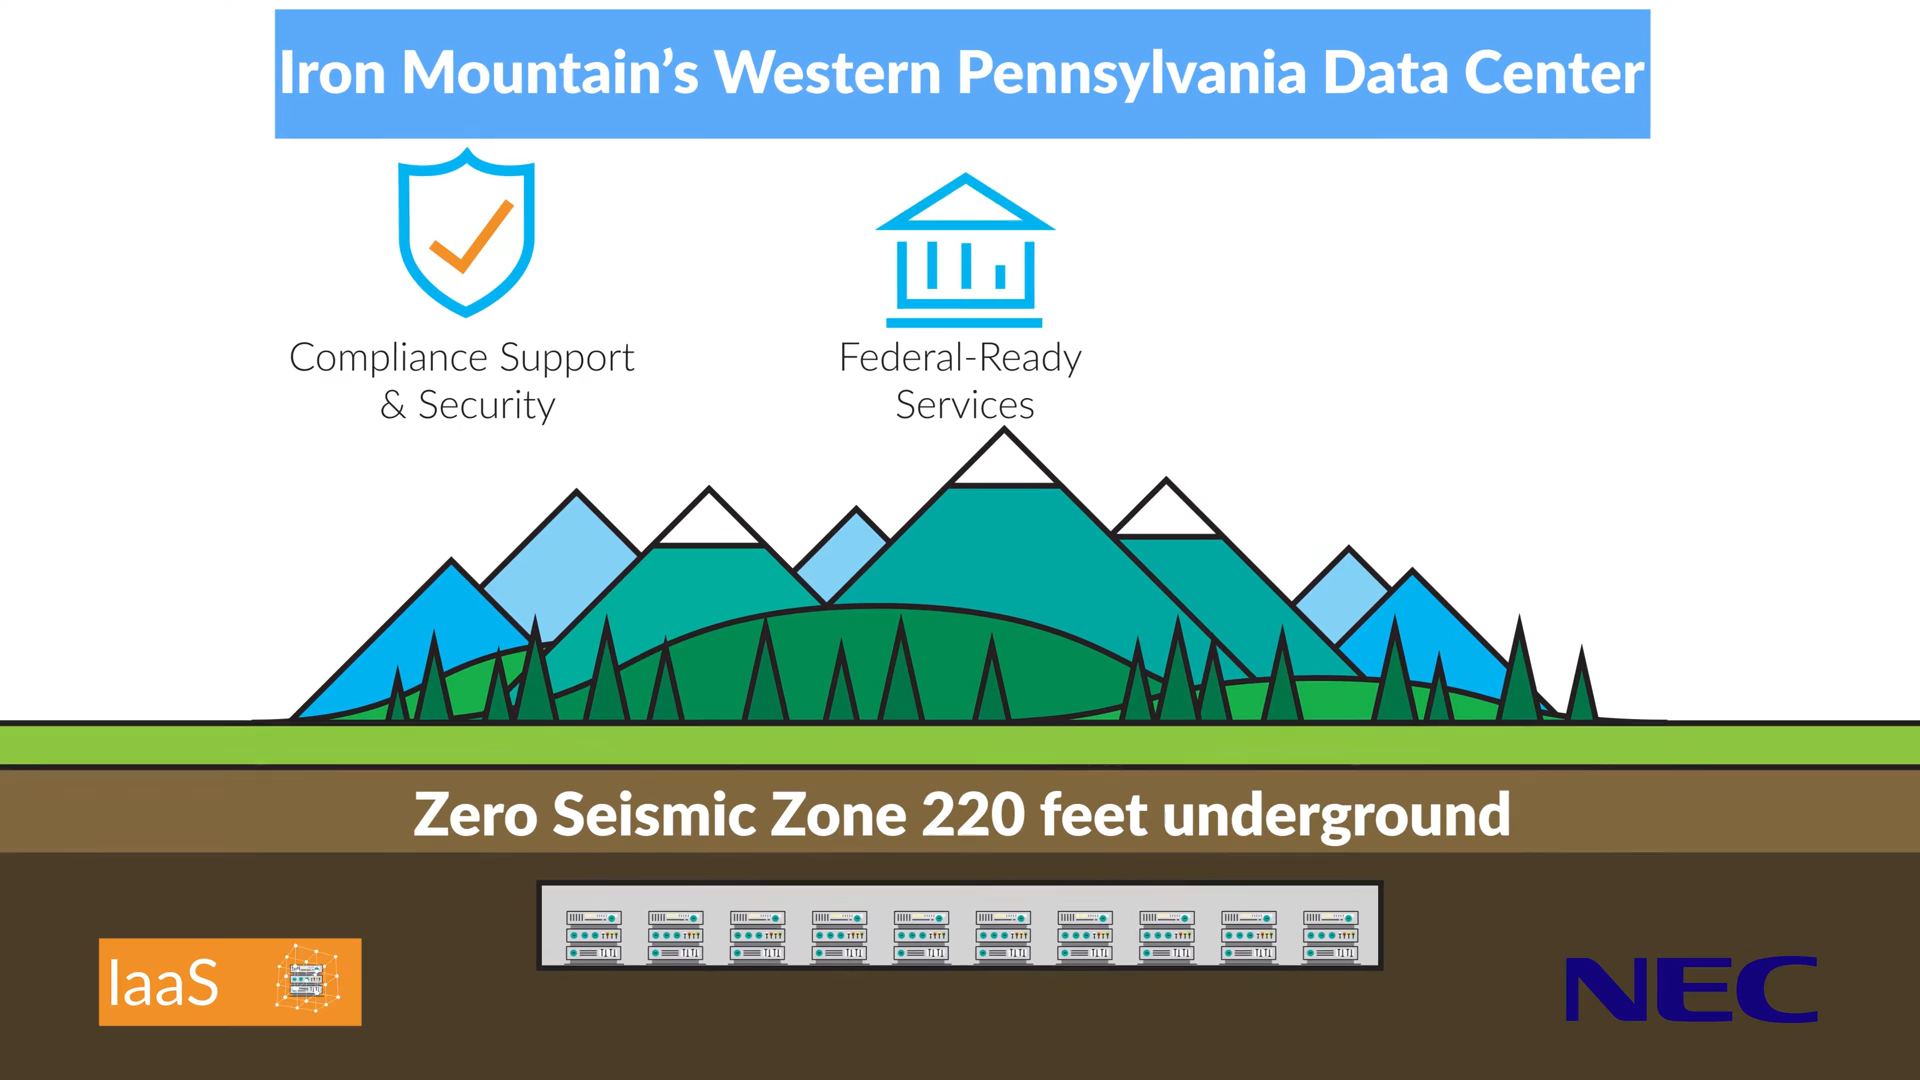 Iron Mountain’s Western Pennsylvania Data Center
Compliance Support
& Security
Federal-Ready
Services
Zero Seismic Zone 220 feet underground
IaaS
NEC